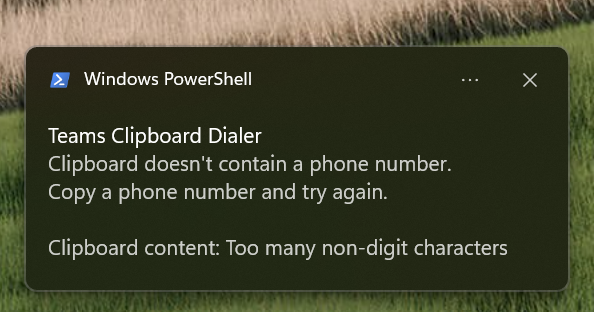 Windows PowerShell
Teams Clipboard Dialer
Clipboard doesn't contain a phone number.
Copy a phone number and try again.
Clipboard content: Too many non-digit characters